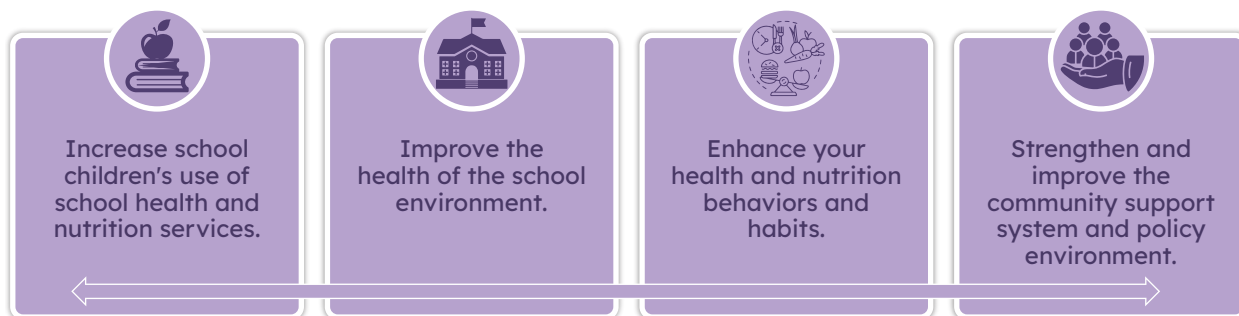 Increase school
children's use of
school health and
nutrition services.
Improve the
health of the school
environment.
Enhance your
health and nutrition
behaviors and
habits.
Strengthen and
improve the
community support
system and policy
environment.